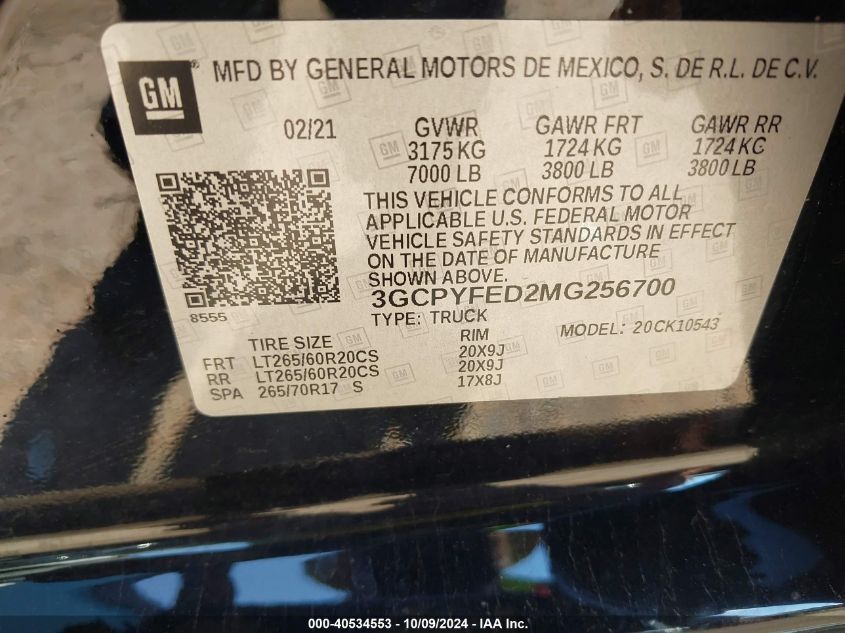 GM
MFD BY GENERAL MOTORS DE MEXICO, S. DE R.L. DE C.V.
02/21 GVWR GAWR FRT GAWR RR
3175 KG 1724 KG 1724 KG
7000 LB 3800 LB 3800 LB
THIS VEHICLE CONFORMS TO ALL
APPLICABLE U.S. FEDERAL MOTOR
VEHICLE SAFETY STANDARDS IN EFFECT
ON THE DATE OF MANUFACTURE
SHOWN ABOVE.
3GCPYFED2MG256700
8555
TYPE: TRUCK
MODEL: 20CK10543
TIRE SIZE RIM
FRT LT265/60R20CS 20X9J
RR LT265/60R20CS 20X9J
SPA 265/70R17 S 17X8J
000-40534553 - 10/09/2024 - IAA Inc.